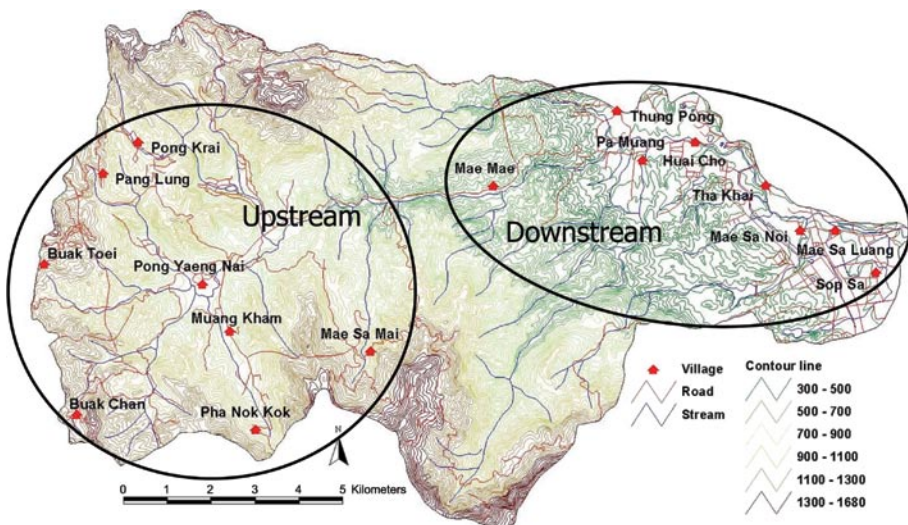 Thung Pong
Pong Krai
Pa Muang
Huai Cho
Pang Lung
Mae Mae
Tha Khai
Upstream
Downstream
Mae Sa Noi
Mae Sa Luang
Buak Toei
Pong Yaeng Nai
Sop Sa
Muang Kham
Mae Sa Mai
Buak Chan
Pha Nok Kok
N
0 1 2 3 4 5 Kilometers
Village
Road
Stream
Contour line
300 - 500
500 - 700
700 - 900
900 - 1100
1100 - 1300
1300 - 1680